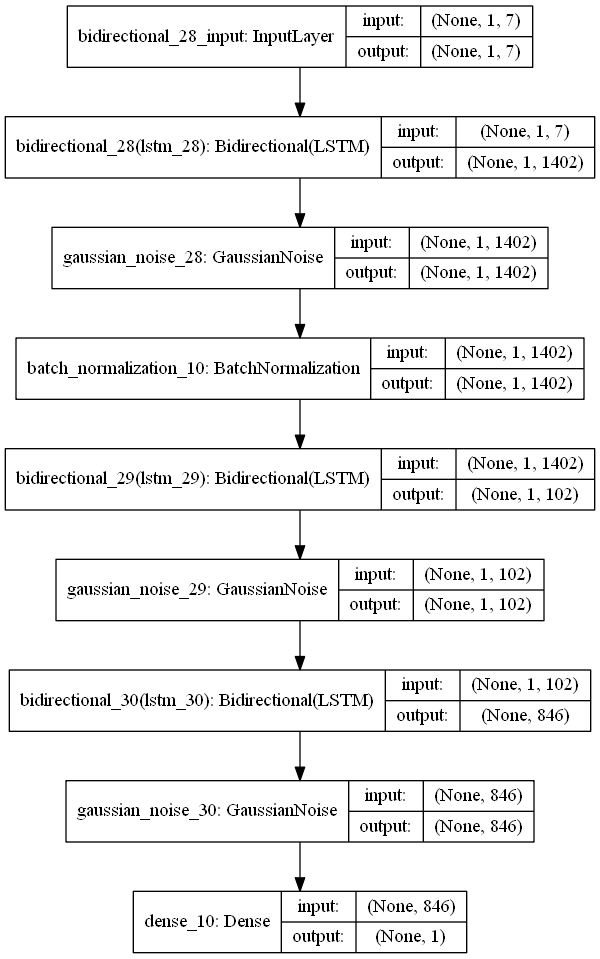 bidirectional_28_input: InputLayer
input: (None, 1, 7)
output: (None, 1, 7)
bidirectional_28(lstm_28): Bidirectional(LSTM)
input: (None, 1, 7)
output: (None, 1, 1402)
gaussian_noise_28: GaussianNoise
input: (None, 1, 1402)
output: (None, 1, 1402)
batch_normalization_10: BatchNormalization
input: (None, 1, 1402)
output: (None, 1, 1402)
bidirectional_29(lstm_29): Bidirectional(LSTM)
input: (None, 1, 1402)
output: (None, 1, 102)
gaussian_noise_29: GaussianNoise
input: (None, 1, 102)
output: (None, 1, 102)
bidirectional_30(lstm_30): Bidirectional(LSTM)
input: (None, 1, 102)
output: (None, 846)
gaussian_noise_30: GaussianNoise
input: (None, 846)
output: (None, 846)
dense_10: Dense
input: (None, 846)
output: (None, 1)